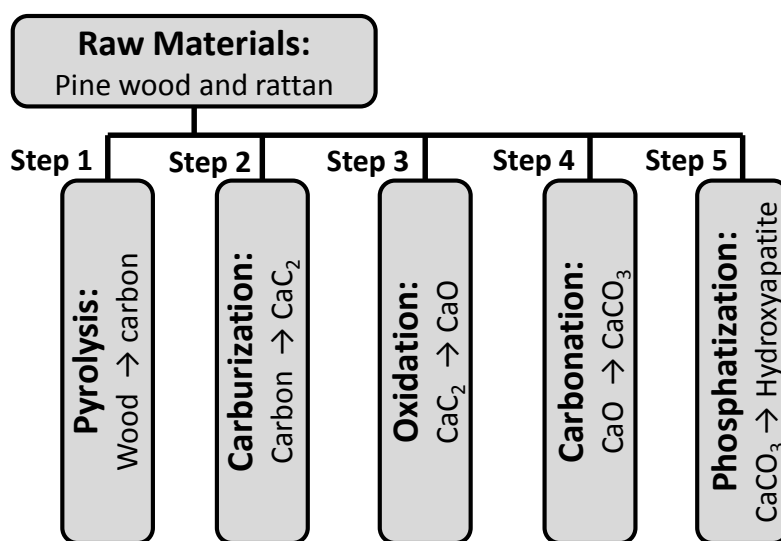 Raw Materials:
Pine wood and rattan
Step 1
Step 2
Step 3
Step 4
Step 5
Pyrolysis:
Wood → carbon
Carburization:
Carbon → CaC₂
Oxidation:
CaC₂ → CaO
Carbonation:
CaO → CaCO₃
Phosphatization:
CaCO₃ → Hydroxyapatite